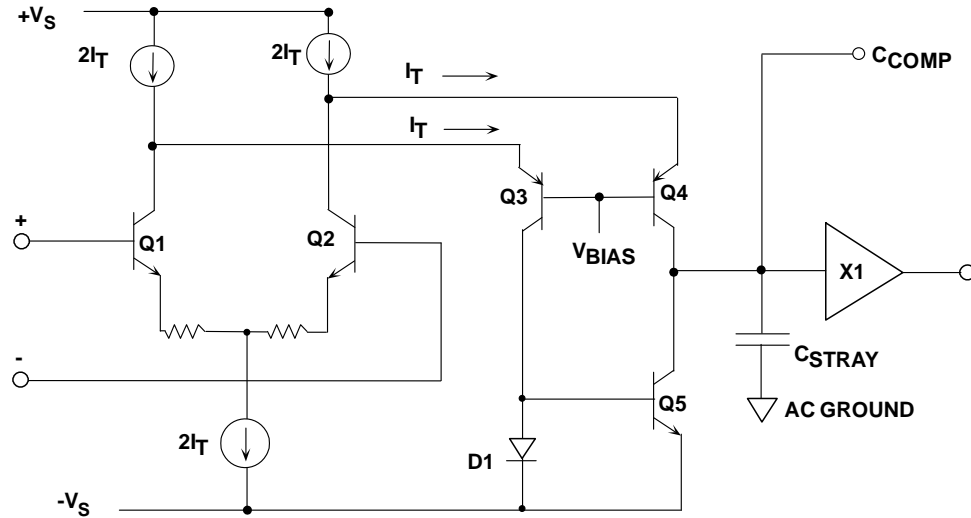 +VS
2IT
2IT
IT
IT
CCOMP
Q3
Q4
+
Q1
Q2
VBIAS
X1
-
CSTRAY
Q5
AC GROUND
2IT
D1
-VS